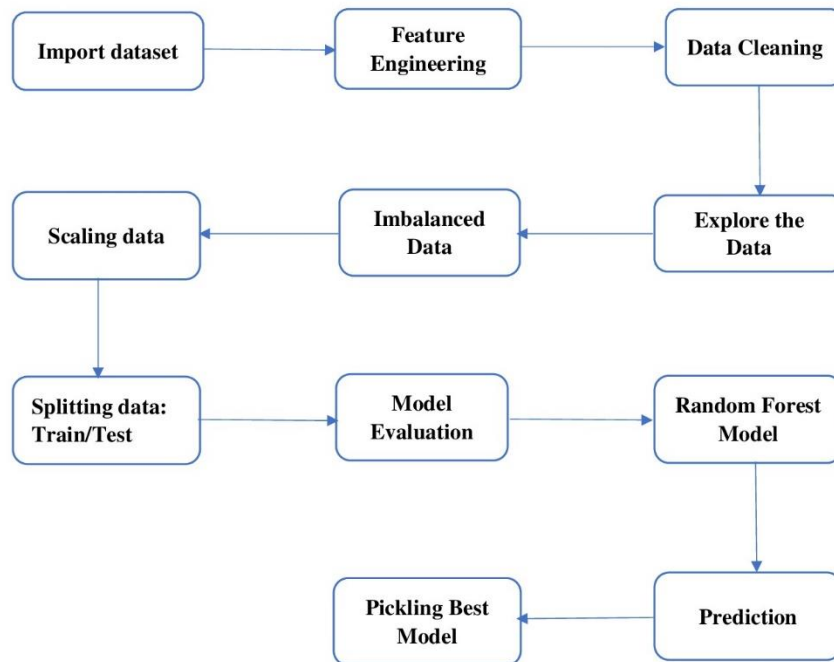 Import dataset
Feature
Engineering
Data Cleaning
Explore the
Data
Imbalanced
Data
Scaling data
Splitting data:
Train/Test
Model
Evaluation
Random Forest
Model
Prediction
Pickling Best
Model